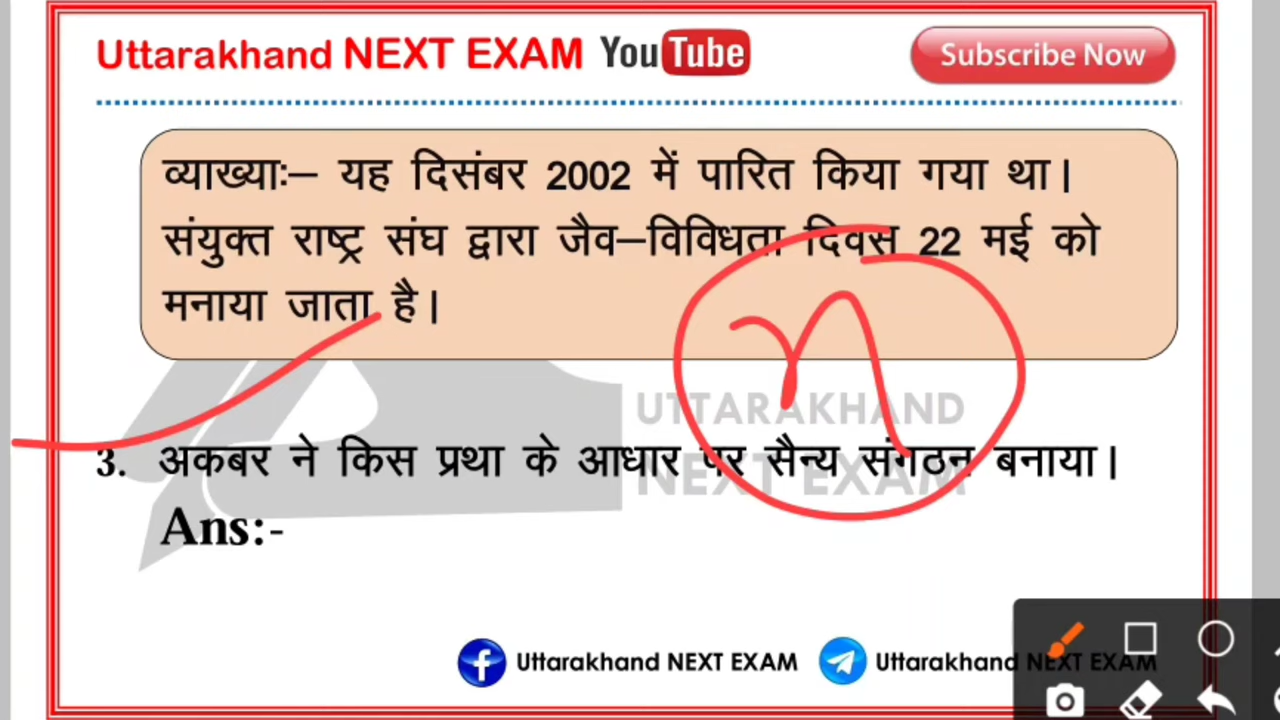 Uttarakhand NEXT EXAM YouTube Subscribe Now
व्याख्याः– यह दिसंबर 2002 में पारित किया गया था।
संयुक्त राष्ट्र संघ द्वारा जैव–विविधता दिवस 22 मई को
मनाया जाता है।
UTTARAKHAND
NEXT EXAM
3. अकबर ने किस प्रथा के आधार पर सैन्य संगठन बनाया।
Ans:-
Uttarakhand NEXT EXAM Uttarakhand NEXT EXAM